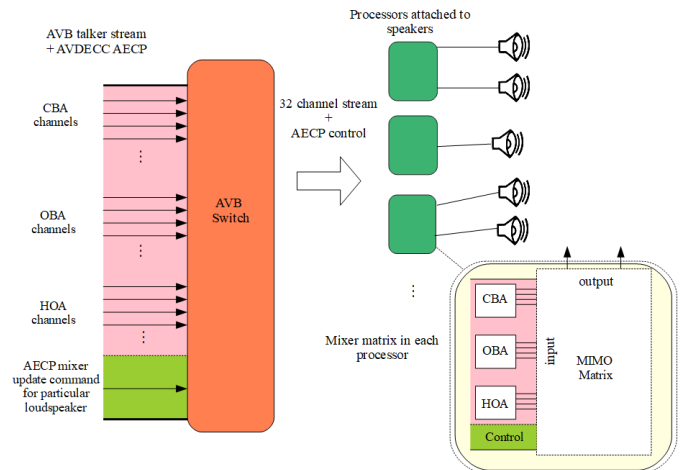 AVB talker stream
+ AVDECC AECP
CBA
channels
OBA
channels
HOA
channels
AECP mixer
update command
for particular
loudspeaker
AVB
Switch
32 channel stream
+
AECP control
Processors attached to
speakers
Mixer matrix in each
processor
CBA
OBA
HOA
Control
input
output
MIMO
Matrix